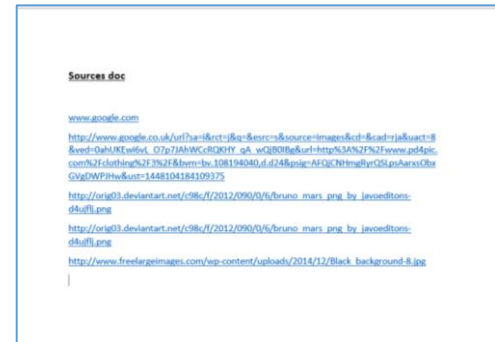 Sources doc
www.google.com
http://www.google.co.uk/url?sa=i&rct=j&q=&esrc=s&source=images&cd=&cad=rja&uact=8
&ved=0ahUKEwi6vL_O7p7JAhWCcRQKHY_qA_wQjB0IBg&url=http%3A%2F%2Fwww.pd4pic.
com%2Fclothing%2F3%2F&bvm=bv.108194040,d.d24&psig=AFQjCNHmgRyrQSLpsAarxsObx
GVgDWPJHw&ust=1448104184109375
http://orig03.deviantart.net/c98c/f/2012/090/0/6/bruno_mars_png_by_javoeditons-
d4ujflj.png
http://orig03.deviantart.net/c98c/f/2012/090/0/6/bruno_mars_png_by_javoeditons-
d4ujflj.png
http://www.freelargeimages.com/wp-content/uploads/2014/12/Black_background-8.jpg